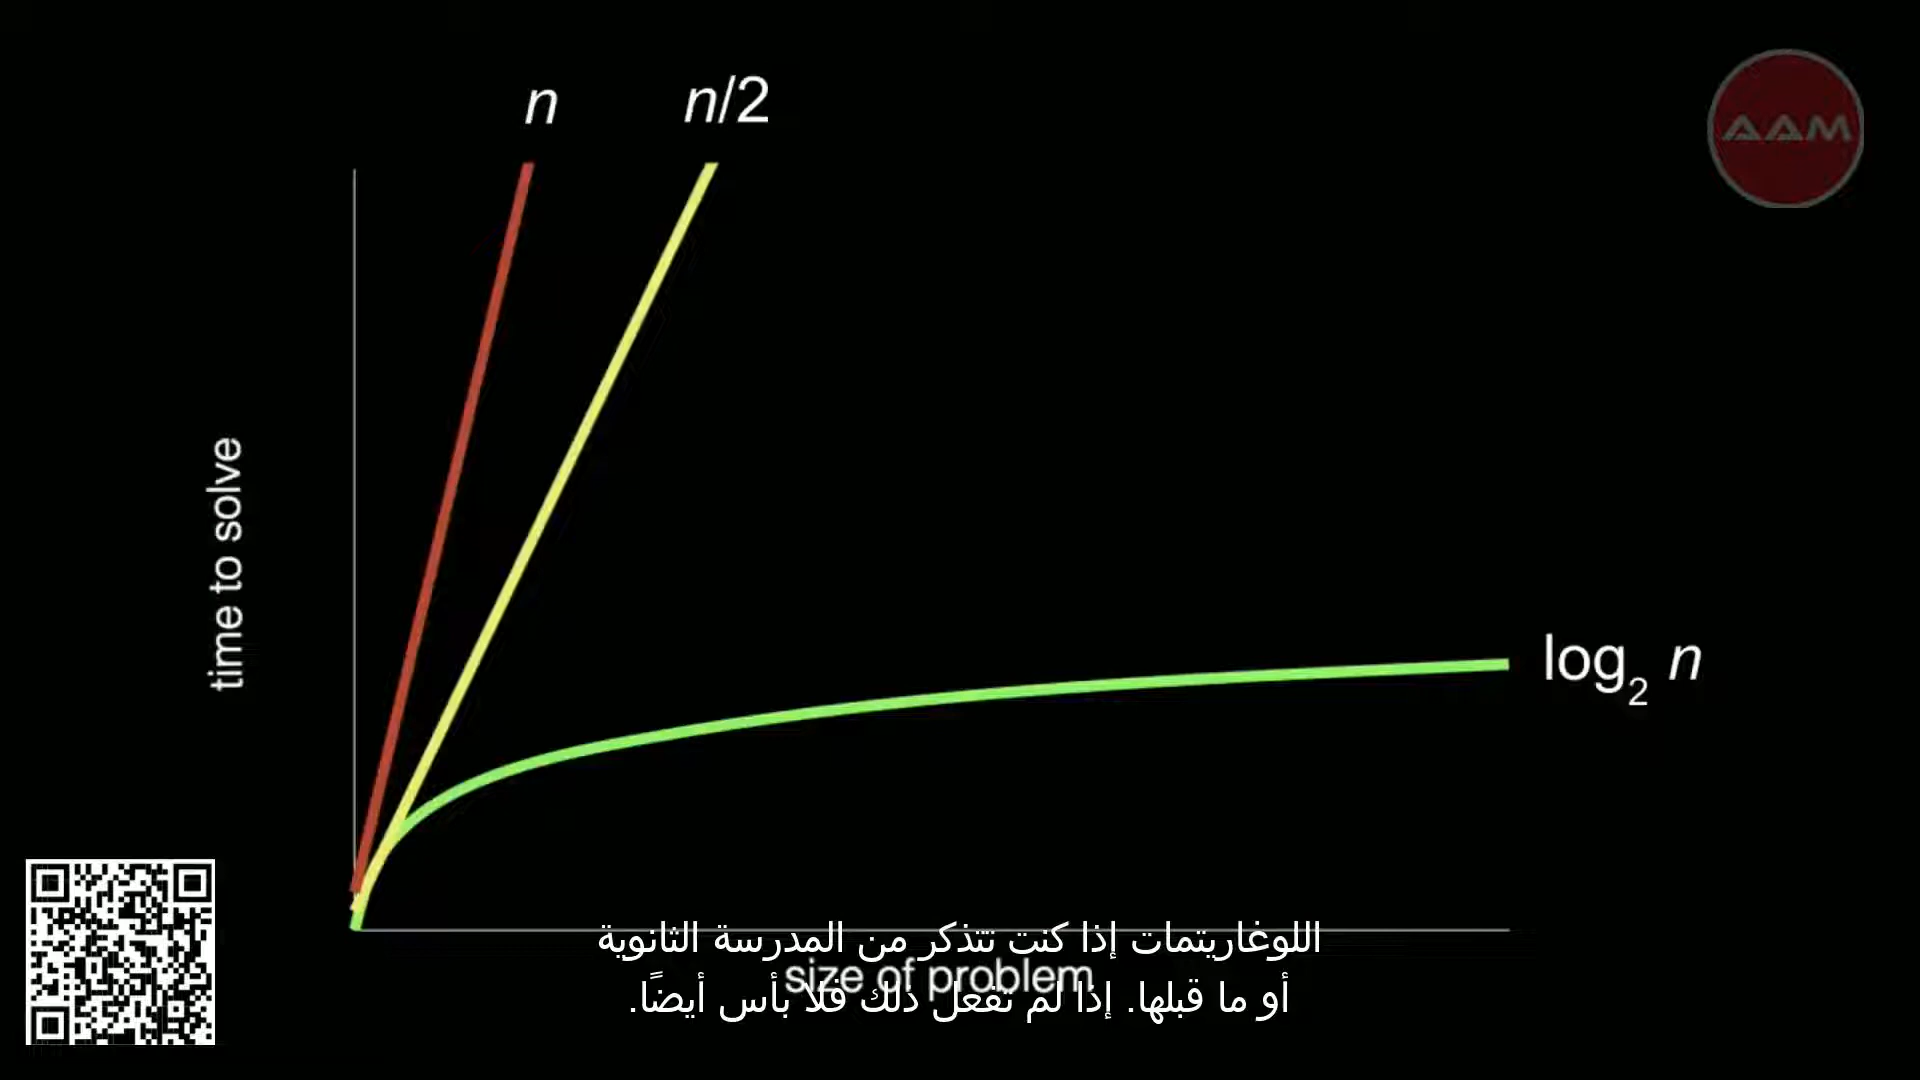 n
n/2
AAM
time to solve
log₂ n
size of problem
اللوغاريتمات إذا كنت تتذكر من المدرسة الثانوية
أو ما قبلها. إذا لم تفعل ذلك فلا بأس أيضًا.